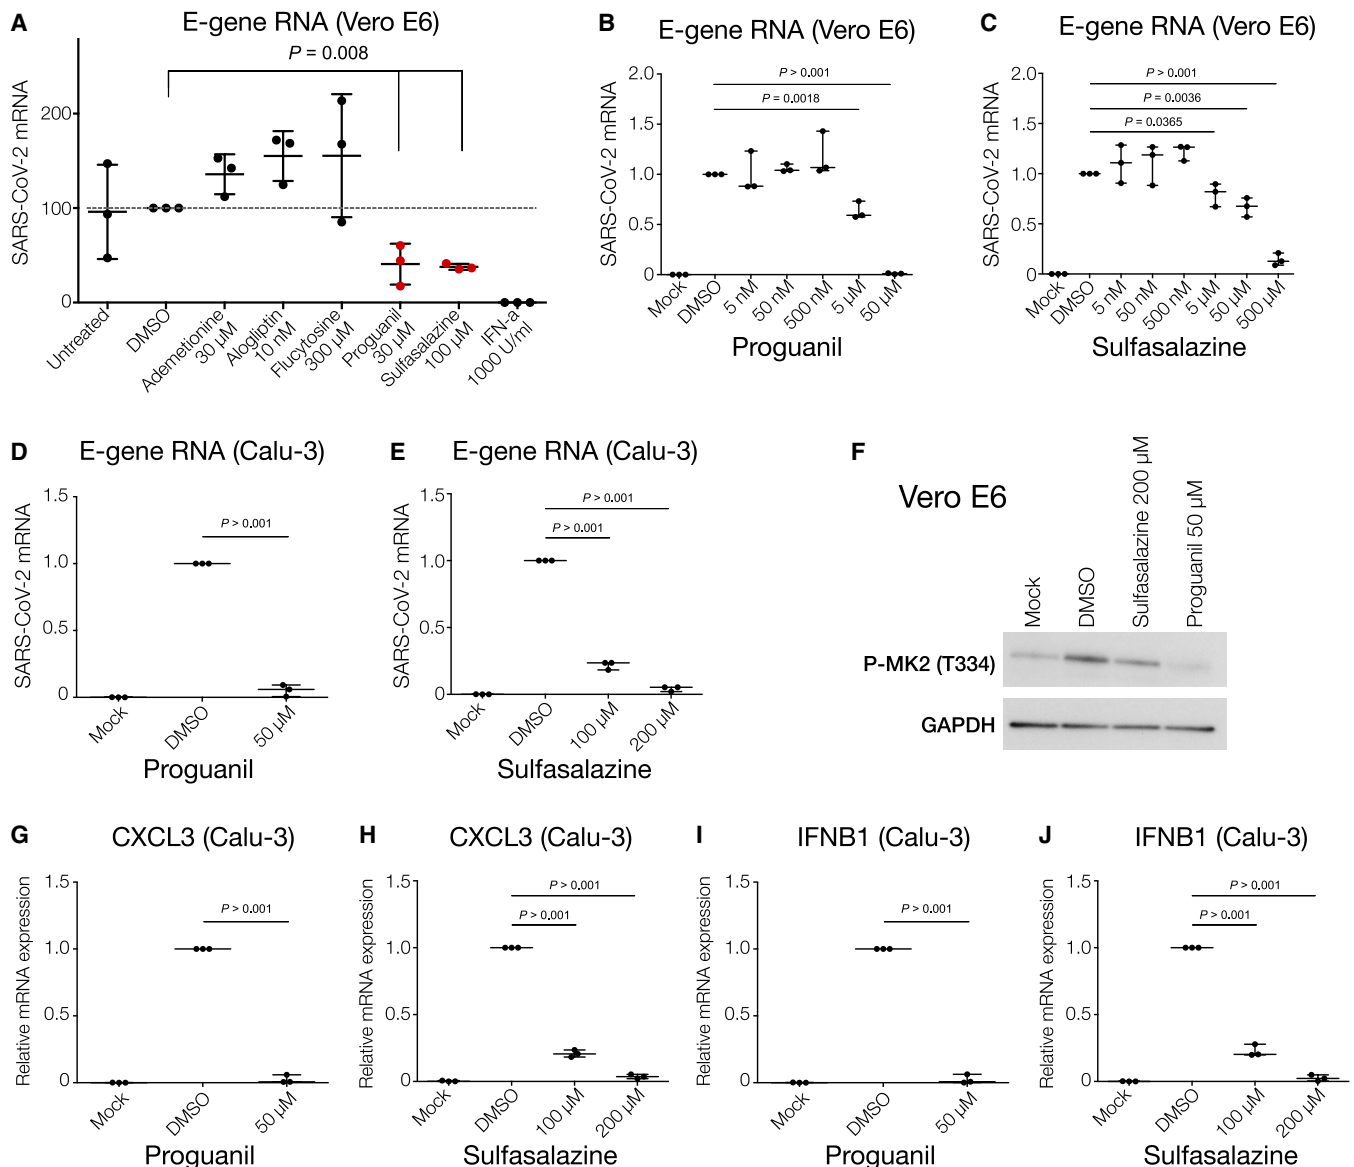 A
E-gene RNA (Vero E6)
P = 0.008
SARS-CoV-2 mRNA
200
100
0
Untreated
DMSO
Ademetionine
30 µM
Alogliptin
10 nM
Flucytosine
300 µM
Proguanil
30 µM
Sulfasalazine
100 µM
IFN-a
1000 U/ml
B
E-gene RNA (Vero E6)
SARS-CoV-2 mRNA
2.0
1.5
1.0
0.5
0
P > 0.001
P = 0.0018
Mock
DMSO
5 nM
50 nM
500 nM
5 µM
50 µM
Proguanil
C
E-gene RNA (Vero E6)
SARS-CoV-2 mRNA
2.0
1.5
1.0
0.5
0
P > 0.001
P = 0.0036
P = 0.0365
Mock
DMSO
5 nM
50 nM
500 nM
5 µM
50 µM
500 µM
Sulfasalazine
D
E-gene RNA (Calu-3)
SARS-CoV-2 mRNA
1.5
1.0
0.5
0
P > 0.001
Mock
DMSO
50 µM
Proguanil
E
E-gene RNA (Calu-3)
SARS-CoV-2 mRNA
1.5
1.0
0.5
0
P > 0.001
P > 0.001
Mock
DMSO
100 µM
200 µM
Sulfasalazine
F
Vero E6
Mock
DMSO
Sulfasalazine 200 µM
Proguanil 50 µM
P-MK2 (T334)
GAPDH
G
CXCL3 (Calu-3)
Relative mRNA expression
1.5
1.0
0.5
0
P > 0.001
Mock
DMSO
50 µM
Proguanil
H
CXCL3 (Calu-3)
Relative mRNA expression
1.5
1.0
0.5
0
P > 0.001
P > 0.001
Mock
DMSO
100 µM
200 µM
Sulfasalazine
I
IFNB1 (Calu-3)
Relative mRNA expression
1.5
1.0
0.5
0
P > 0.001
Mock
DMSO
50 µM
Proguanil
J
IFNB1 (Calu-3)
Relative mRNA expression
1.5
1.0
0.5
0
P > 0.001
P > 0.001
Mock
DMSO
100 µM
200 µM
Sulfasalazine